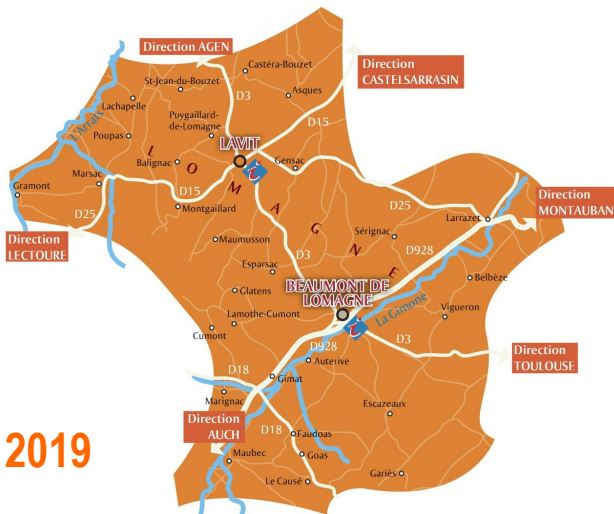 Direction AGEN
Direction
CASTELSARRASIN
Castéra-Bouzet
St-Jean-du-Bouzet
D3
Asques
Lachapelle
Puygaillard-
de-Lomagne
D15
L'Arrats
Poupas
LAVIT
LOMAGNE
Balignac
i
Gensac
Gramont
Marsac
D15
Montgaillard
D25
D25
Larrazet
Direction
MONTAUBAN
Direction
LECTOURE
Maumusson
D3
Sérignac
D928
Esparsac
Belbèze
Glatens
BEAUMONT DE
LOMAGNE
La Gimone
Lamothe-Cumont
i
Vigueron
Cumont
D928
D3
Auterive
Direction
TOULOUSE
D18
Gimat
Marignac
Escazeaux
Direction
AUCH
D18
Faudoas
2019
Maubec
Goas
Le Causé
Gariès